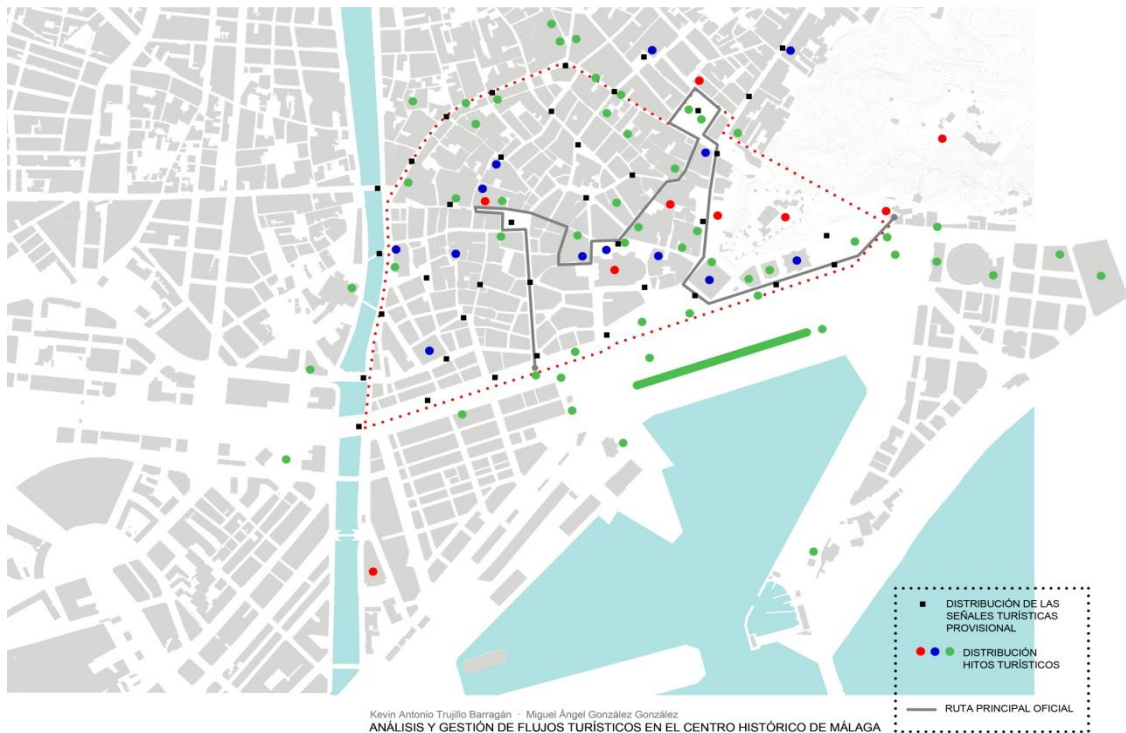 DISTRIBUCIÓN DE LAS
SEÑALES TURÍSTICAS
PROVISIONAL
DISTRIBUCIÓN
HITOS TURÍSTICOS
RUTA PRINCIPAL OFICIAL
Kevin Antonio Trujillo Barragán · Miguel Ángel González González
ANÁLISIS Y GESTIÓN DE FLUJOS TURÍSTICOS EN EL CENTRO HISTÓRICO DE MÁLAGA